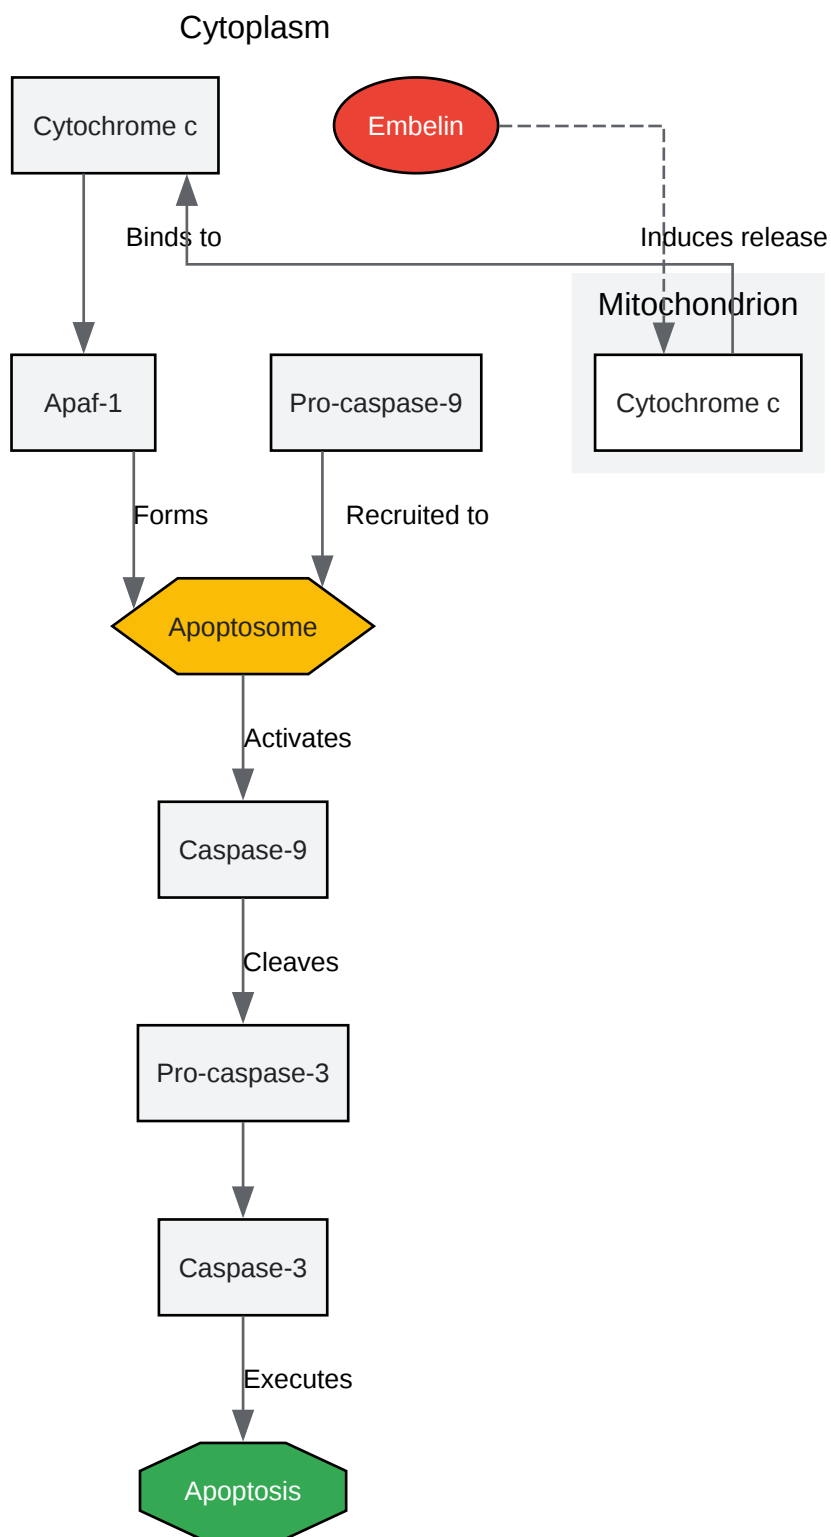 Cytoplasm
Cytochrome c
Embelin
Binds to
Induces release
Mitochondrion
Apaf-1
Pro-caspase-9
Cytochrome c
Forms
Recruited to
Apoptosome
Activates
Caspase-9
Cleaves
Pro-caspase-3
Caspase-3
Executes
Apoptosis